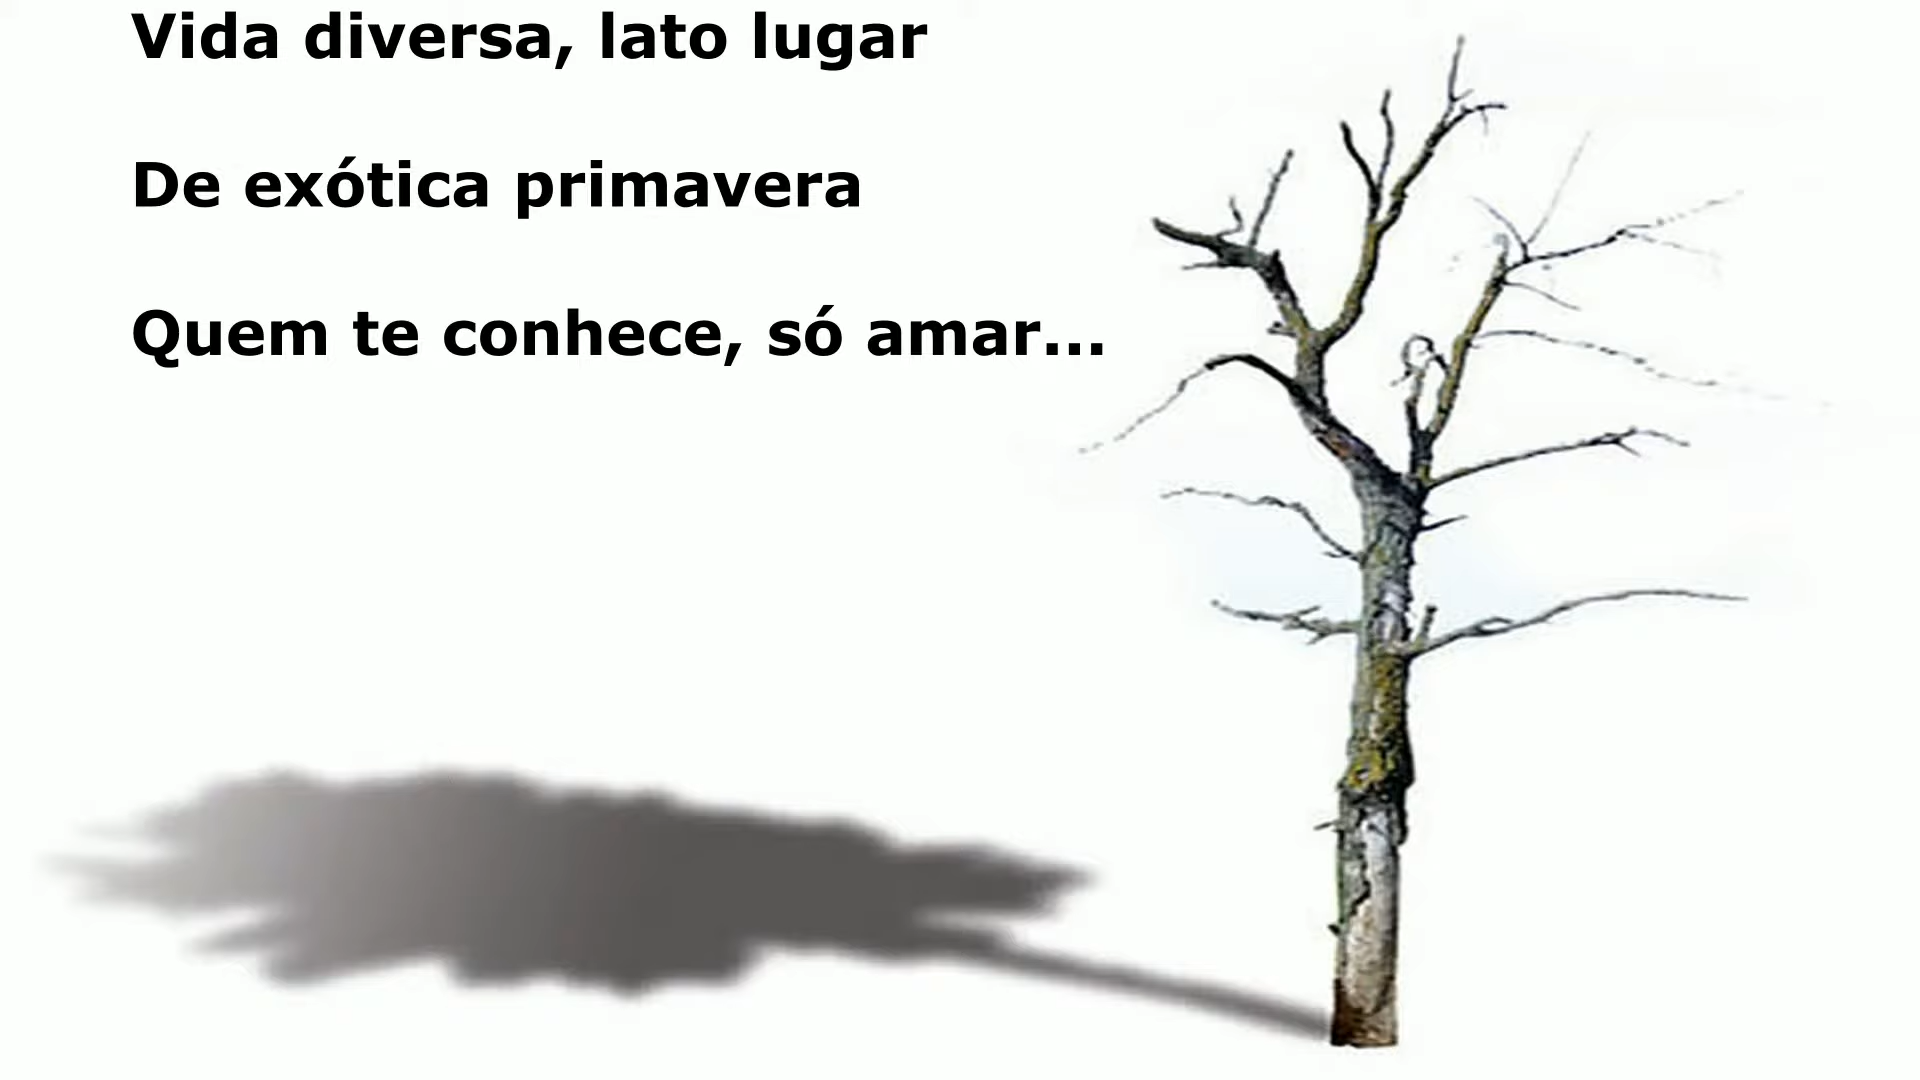 Vida diversa, lato lugar
De exótica primavera
Quem te conhece, só amar...